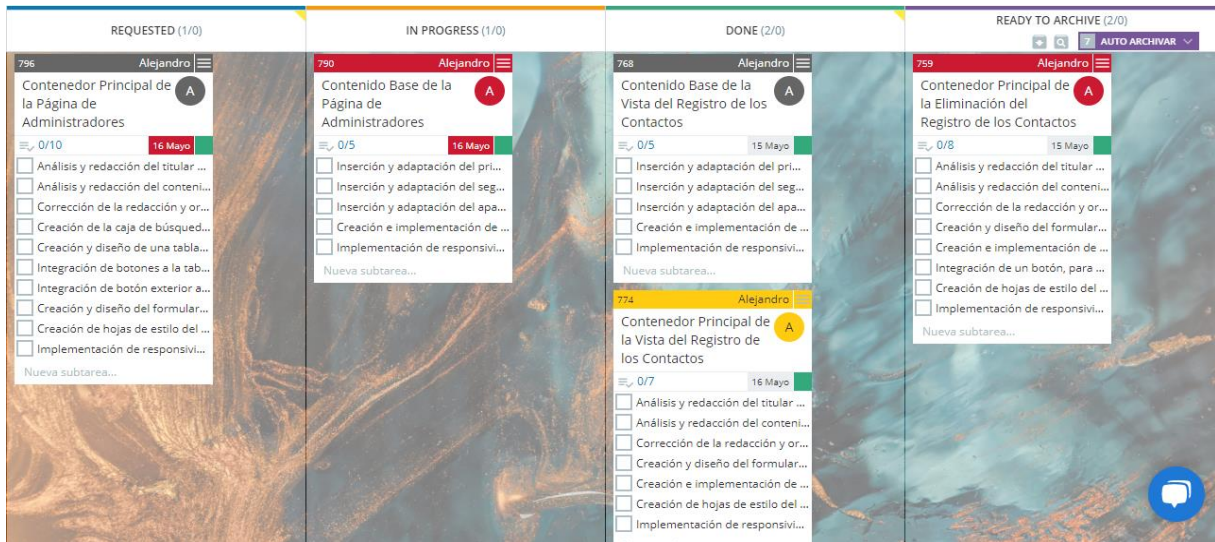 REQUESTED (1/0)
796 Alejandro
Contenedor Principal de
la Página de
Administradores
A
0/10 16 Mayo
Análisis y redacción del titular ...
Análisis y redacción del conteni...
Corrección de la redacción y or...
Creación de la caja de búsqued...
Creación y diseño de una tabla...
Integración de botones a la tab...
Integración de botón exterior a...
Creación y diseño del formular...
Creación de hojas de estilo del ...
Implementación de responsivi...
Nueva subtarea...
IN PROGRESS (1/0)
790 Alejandro
Contenido Base de la
Página de
Administradores
A
0/5 16 Mayo
Inserción y adaptación del pri...
Inserción y adaptación del seg...
Inserción y adaptación del apa...
Creación e implementación de ...
Implementación de responsivi...
Nueva subtarea...
DONE (2/0)
768 Alejandro
Contenido Base de la
Vista del Registro de los
Contactos
A
0/5 15 Mayo
Inserción y adaptación del pri...
Inserción y adaptación del seg...
Inserción y adaptación del apa...
Creación e implementación de ...
Implementación de responsivi...
Nueva subtarea...
774 Alejandro
Contenedor Principal de
la Vista del Registro de
los Contactos
A
0/7 16 Mayo
Análisis y redacción del titular ...
Análisis y redacción del conteni...
Corrección de la redacción y or...
Creación y diseño del formular...
Creación e implementación de ...
Creación de hojas de estilo del ...
Implementación de responsivi...
READY TO ARCHIVE (2/0)
7 AUTO ARCHIVAR
759 Alejandro
Contenedor Principal de
la Eliminación del
Registro de los Contactos
A
0/8 15 Mayo
Análisis y redacción del titular ...
Análisis y redacción del conteni...
Corrección de la redacción y or...
Creación y diseño del formular...
Creación e implementación de ...
Integración de un botón, para ...
Creación de hojas de estilo del ...
Implementación de responsivi...
Nueva subtarea...